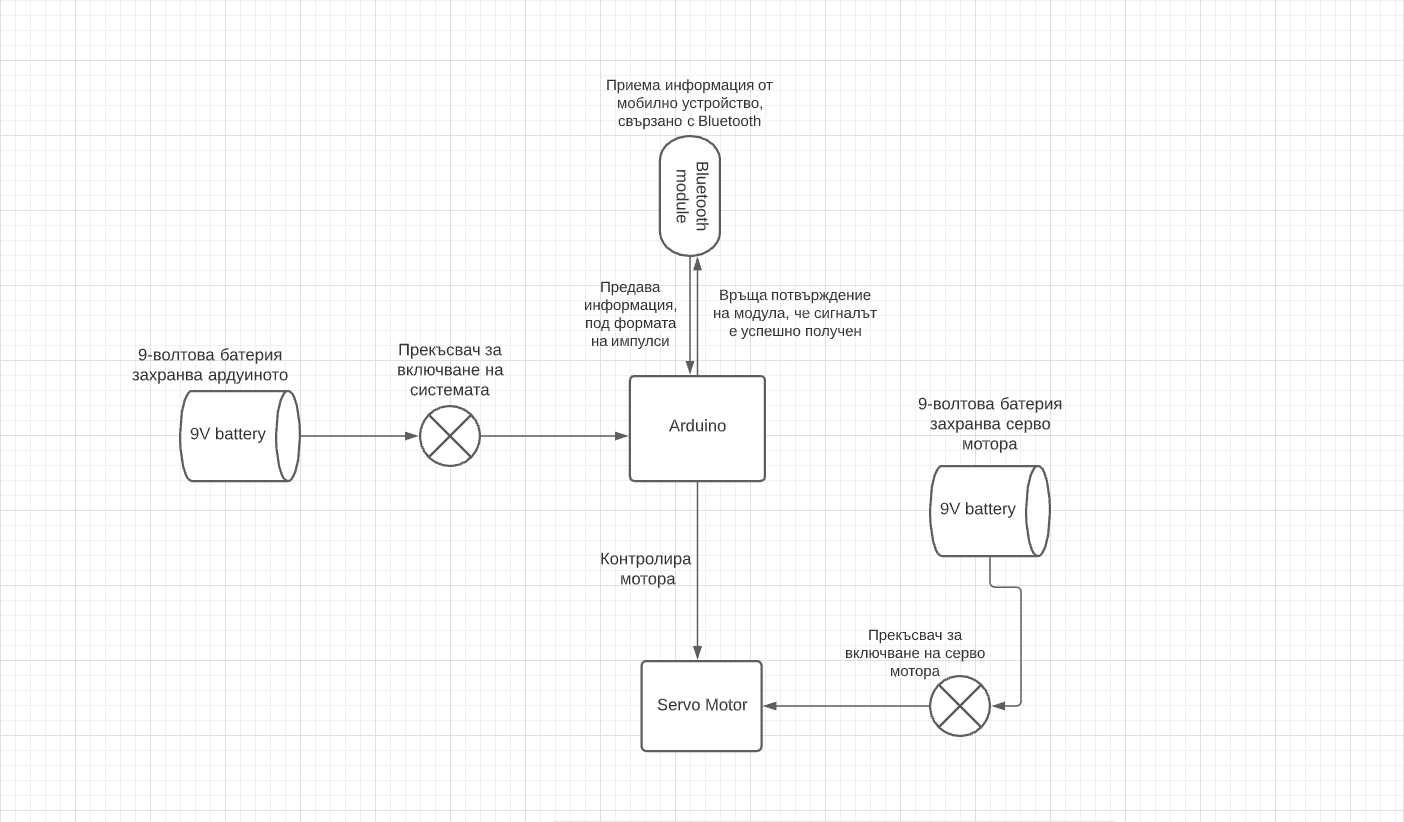 Приема информация от
мобилно устройство,
свързано с Bluetooth
Bluetooth
module
Предава
информация,
под формата
на импулси
Връща потвърждение
на модула, че сигналът
е успешно получен
9-волтова батерия
захранва ардуиното
9V battery
Прекъсвач за
включване на
системата
Arduino
9-волтова батерия
захранва серво
мотора
9V battery
Контролира
мотора
Прекъсвач за
включване на серво
мотора
Servo Motor